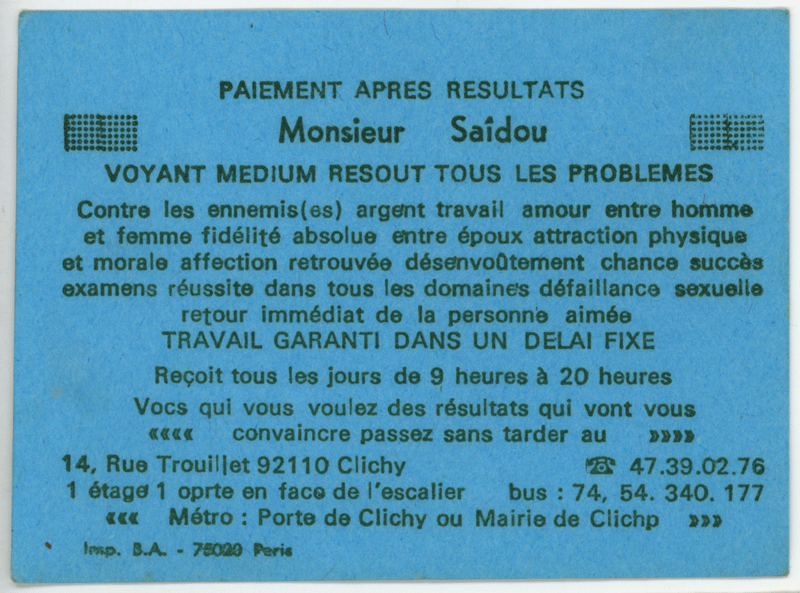 PAIEMENT APRES RESULTATS
Monsieur Saîdou
VOYANT MEDIUM RESOUT TOUS LES PROBLEMES
Contre les ennemis(es) argent travail amour entre homme
et femme fidélité absolue entre époux attraction physique
et morale affection retrouvée désenvoûtement chance succès
examens réussite dans tous les domaines défaillance sexuelle
retour immédiat de la personne aimée
TRAVAIL GARANTI DANS UN DELAI FIXE
Reçoit tous les jours de 9 heures à 20 heures
Vocs qui vous voulez des résultats qui vont vous
«««« convaincre passez sans tarder au »»»»
14, Rue Trouillet 92110 Clichy ☎ 47.39.02.76
1 étage 1 oprte en face de l'escalier bus : 74, 54. 340. 177
««« Métro : Porte de Clichy ou Mairie de Clichp »»»
Imp. B.A. - 75020 Paris